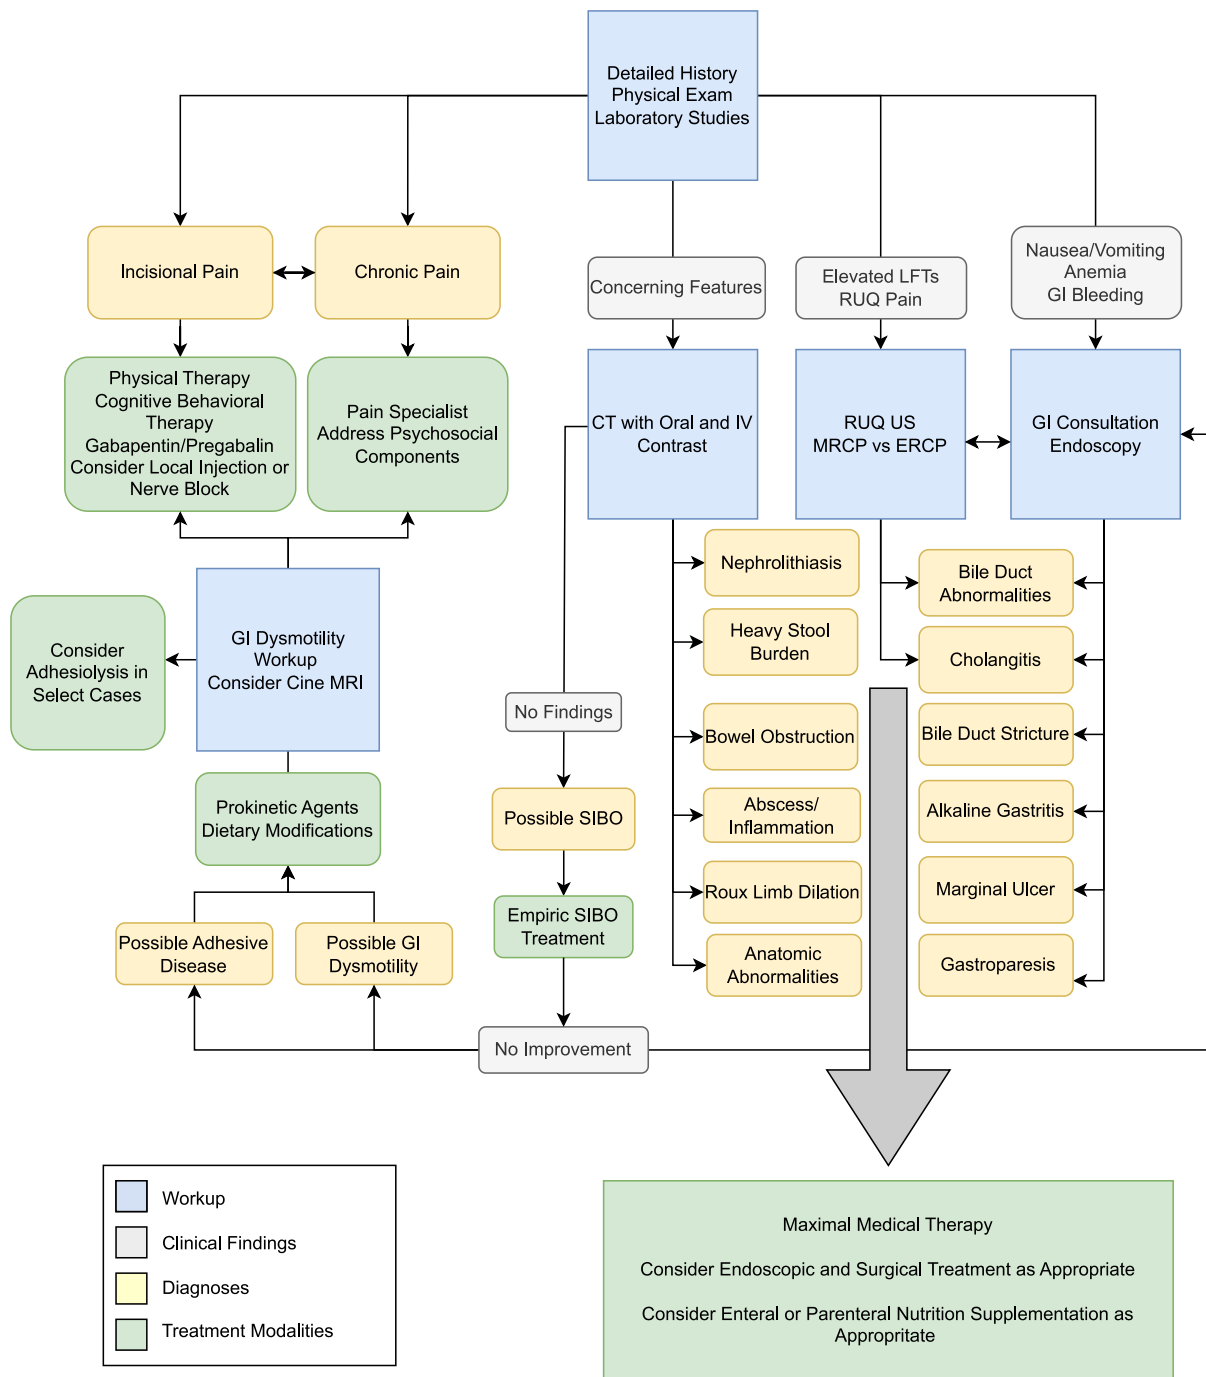 Detailed History
Physical Exam
Laboratory Studies
Incisional Pain
Chronic Pain
Concerning Features
Elevated LFTs
RUQ Pain
Nausea/Vomiting
Anemia
GI Bleeding
Physical Therapy
Cognitive Behavioral
Therapy
Gabapentin/Pregabalin
Consider Local Injection or
Nerve Block
Pain Specialist
Address Psychosocial
Components
CT with Oral and IV
Contrast
RUQ US
MRCP vs ERCP
GI Consultation
Endoscopy
Consider
Adhesiolysis in
Select Cases
GI Dysmotility
Workup
Consider Cine MRI
Nephrolithiasis
Heavy Stool
Burden
Bowel Obstruction
Abscess/
Inflammation
Roux Limb Dilation
Anatomic
Abnormalities
Bile Duct
Abnormalities
Cholangitis
Bile Duct Stricture
Alkaline Gastritis
Marginal Ulcer
Gastroparesis
No Findings
Possible SIBO
Empiric SIBO
Treatment
No Improvement
Prokinetic Agents
Dietary Modifications
Possible Adhesive
Disease
Possible GI
Dysmotility
Workup
Clinical Findings
Diagnoses
Treatment Modalities
Maximal Medical Therapy
Consider Endoscopic and Surgical Treatment as Appropriate
Consider Enteral or Parenteral Nutrition Supplementation as
Appropritate